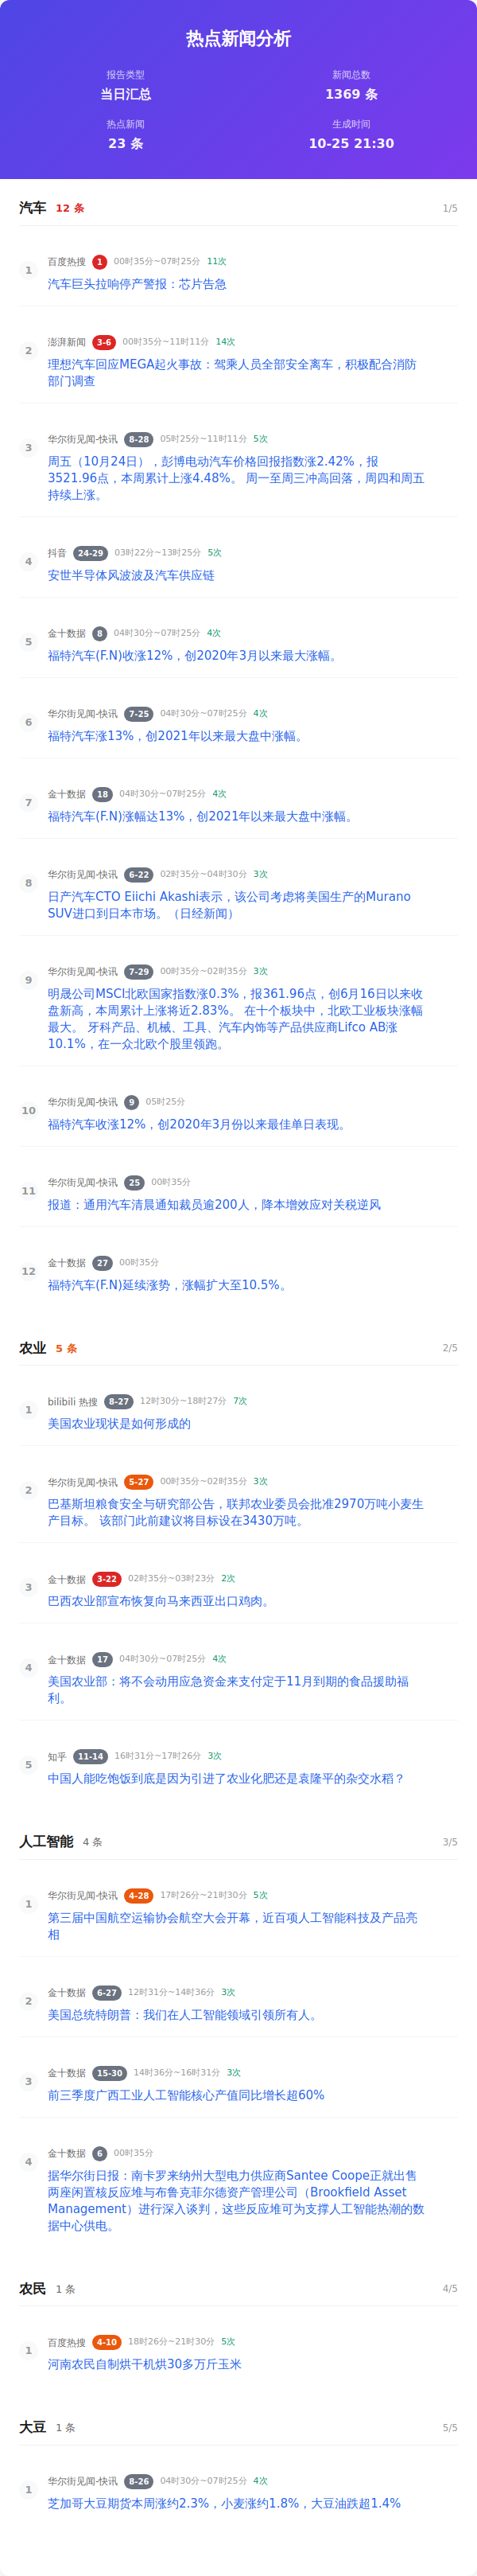 热点新闻分析
报告类型
新闻总数
当日汇总
1369 条
热点新闻
生成时间
23 条
10-25 21:30
汽车 12 条 1/5
1
百度热搜 1 00时35分~07时25分 11次
汽车巨头拉响停产警报：芯片告急
2
澎湃新闻 3-6 00时35分~11时11分 14次
理想汽车回应MEGA起火事故：驾乘人员全部安全离车，积极配合消防
部门调查
3
华尔街见闻-快讯 8-28 05时25分~11时11分 5次
周五（10月24日），彭博电动汽车价格回报指数涨2.42%，报
3521.96点，本周累计上涨4.48%。 周一至周三冲高回落，周四和周五
持续上涨。
4
抖音 24-29 03时22分~13时25分 5次
安世半导体风波波及汽车供应链
5
金十数据 8 04时30分~07时25分 4次
福特汽车(F.N)收涨12%，创2020年3月以来最大涨幅。
6
华尔街见闻-快讯 7-25 04时30分~07时25分 4次
福特汽车涨13%，创2021年以来最大盘中涨幅。
7
金十数据 18 04时30分~07时25分 4次
福特汽车(F.N)涨幅达13%，创2021年以来最大盘中涨幅。
8
华尔街见闻-快讯 6-22 02时35分~04时30分 3次
日产汽车CTO Eiichi Akashi表示，该公司考虑将美国生产的Murano
SUV进口到日本市场。（日经新闻）
9
华尔街见闻-快讯 7-29 00时35分~02时35分 3次
明晟公司MSCI北欧国家指数涨0.3%，报361.96点，创6月16日以来收
盘新高，本周累计上涨将近2.83%。 在十个板块中，北欧工业板块涨幅
最大。 牙科产品、机械、工具、汽车内饰等产品供应商Lifco AB涨
10.1%，在一众北欧个股里领跑。
10
华尔街见闻-快讯 9 05时25分
福特汽车收涨12%，创2020年3月份以来最佳单日表现。
11
华尔街见闻-快讯 25 00时35分
报道：通用汽车清晨通知裁员逾200人，降本增效应对关税逆风
12
金十数据 27 00时35分
福特汽车(F.N)延续涨势，涨幅扩大至10.5%。
农业 5 条 2/5
1
bilibili 热搜 8-27 12时30分~18时27分 7次
美国农业现状是如何形成的
2
华尔街见闻-快讯 5-27 00时35分~02时35分 3次
巴基斯坦粮食安全与研究部公告，联邦农业委员会批准2970万吨小麦生
产目标。 该部门此前建议将目标设在3430万吨。
3
金十数据 3-22 02时35分~03时23分 2次
巴西农业部宣布恢复向马来西亚出口鸡肉。
4
金十数据 17 04时30分~07时25分 4次
美国农业部：将不会动用应急资金来支付定于11月到期的食品援助福
利。
5
知乎 11-14 16时31分~17时26分 3次
中国人能吃饱饭到底是因为引进了农业化肥还是袁隆平的杂交水稻？
人工智能 4 条 3/5
1
华尔街见闻-快讯 4-28 17时26分~21时30分 5次
第三届中国航空运输协会航空大会开幕，近百项人工智能科技及产品亮
相
2
金十数据 6-27 12时31分~14时36分 3次
美国总统特朗普：我们在人工智能领域引领所有人。
3
金十数据 15-30 14时36分~16时31分 3次
前三季度广西工业人工智能核心产值同比增长超60%
4
金十数据 6 00时35分
据华尔街日报：南卡罗来纳州大型电力供应商Santee Coope正就出售
两座闲置核反应堆与布鲁克菲尔德资产管理公司（Brookfield Asset
Management）进行深入谈判，这些反应堆可为支撑人工智能热潮的数
据中心供电。
农民 1 条 4/5
1
百度热搜 4-10 18时26分~21时30分 5次
河南农民自制烘干机烘30多万斤玉米
大豆 1 条 5/5
1
华尔街见闻-快讯 8-26 04时30分~07时25分 4次
芝加哥大豆期货本周涨约2.3%，小麦涨约1.8%，大豆油跌超1.4%